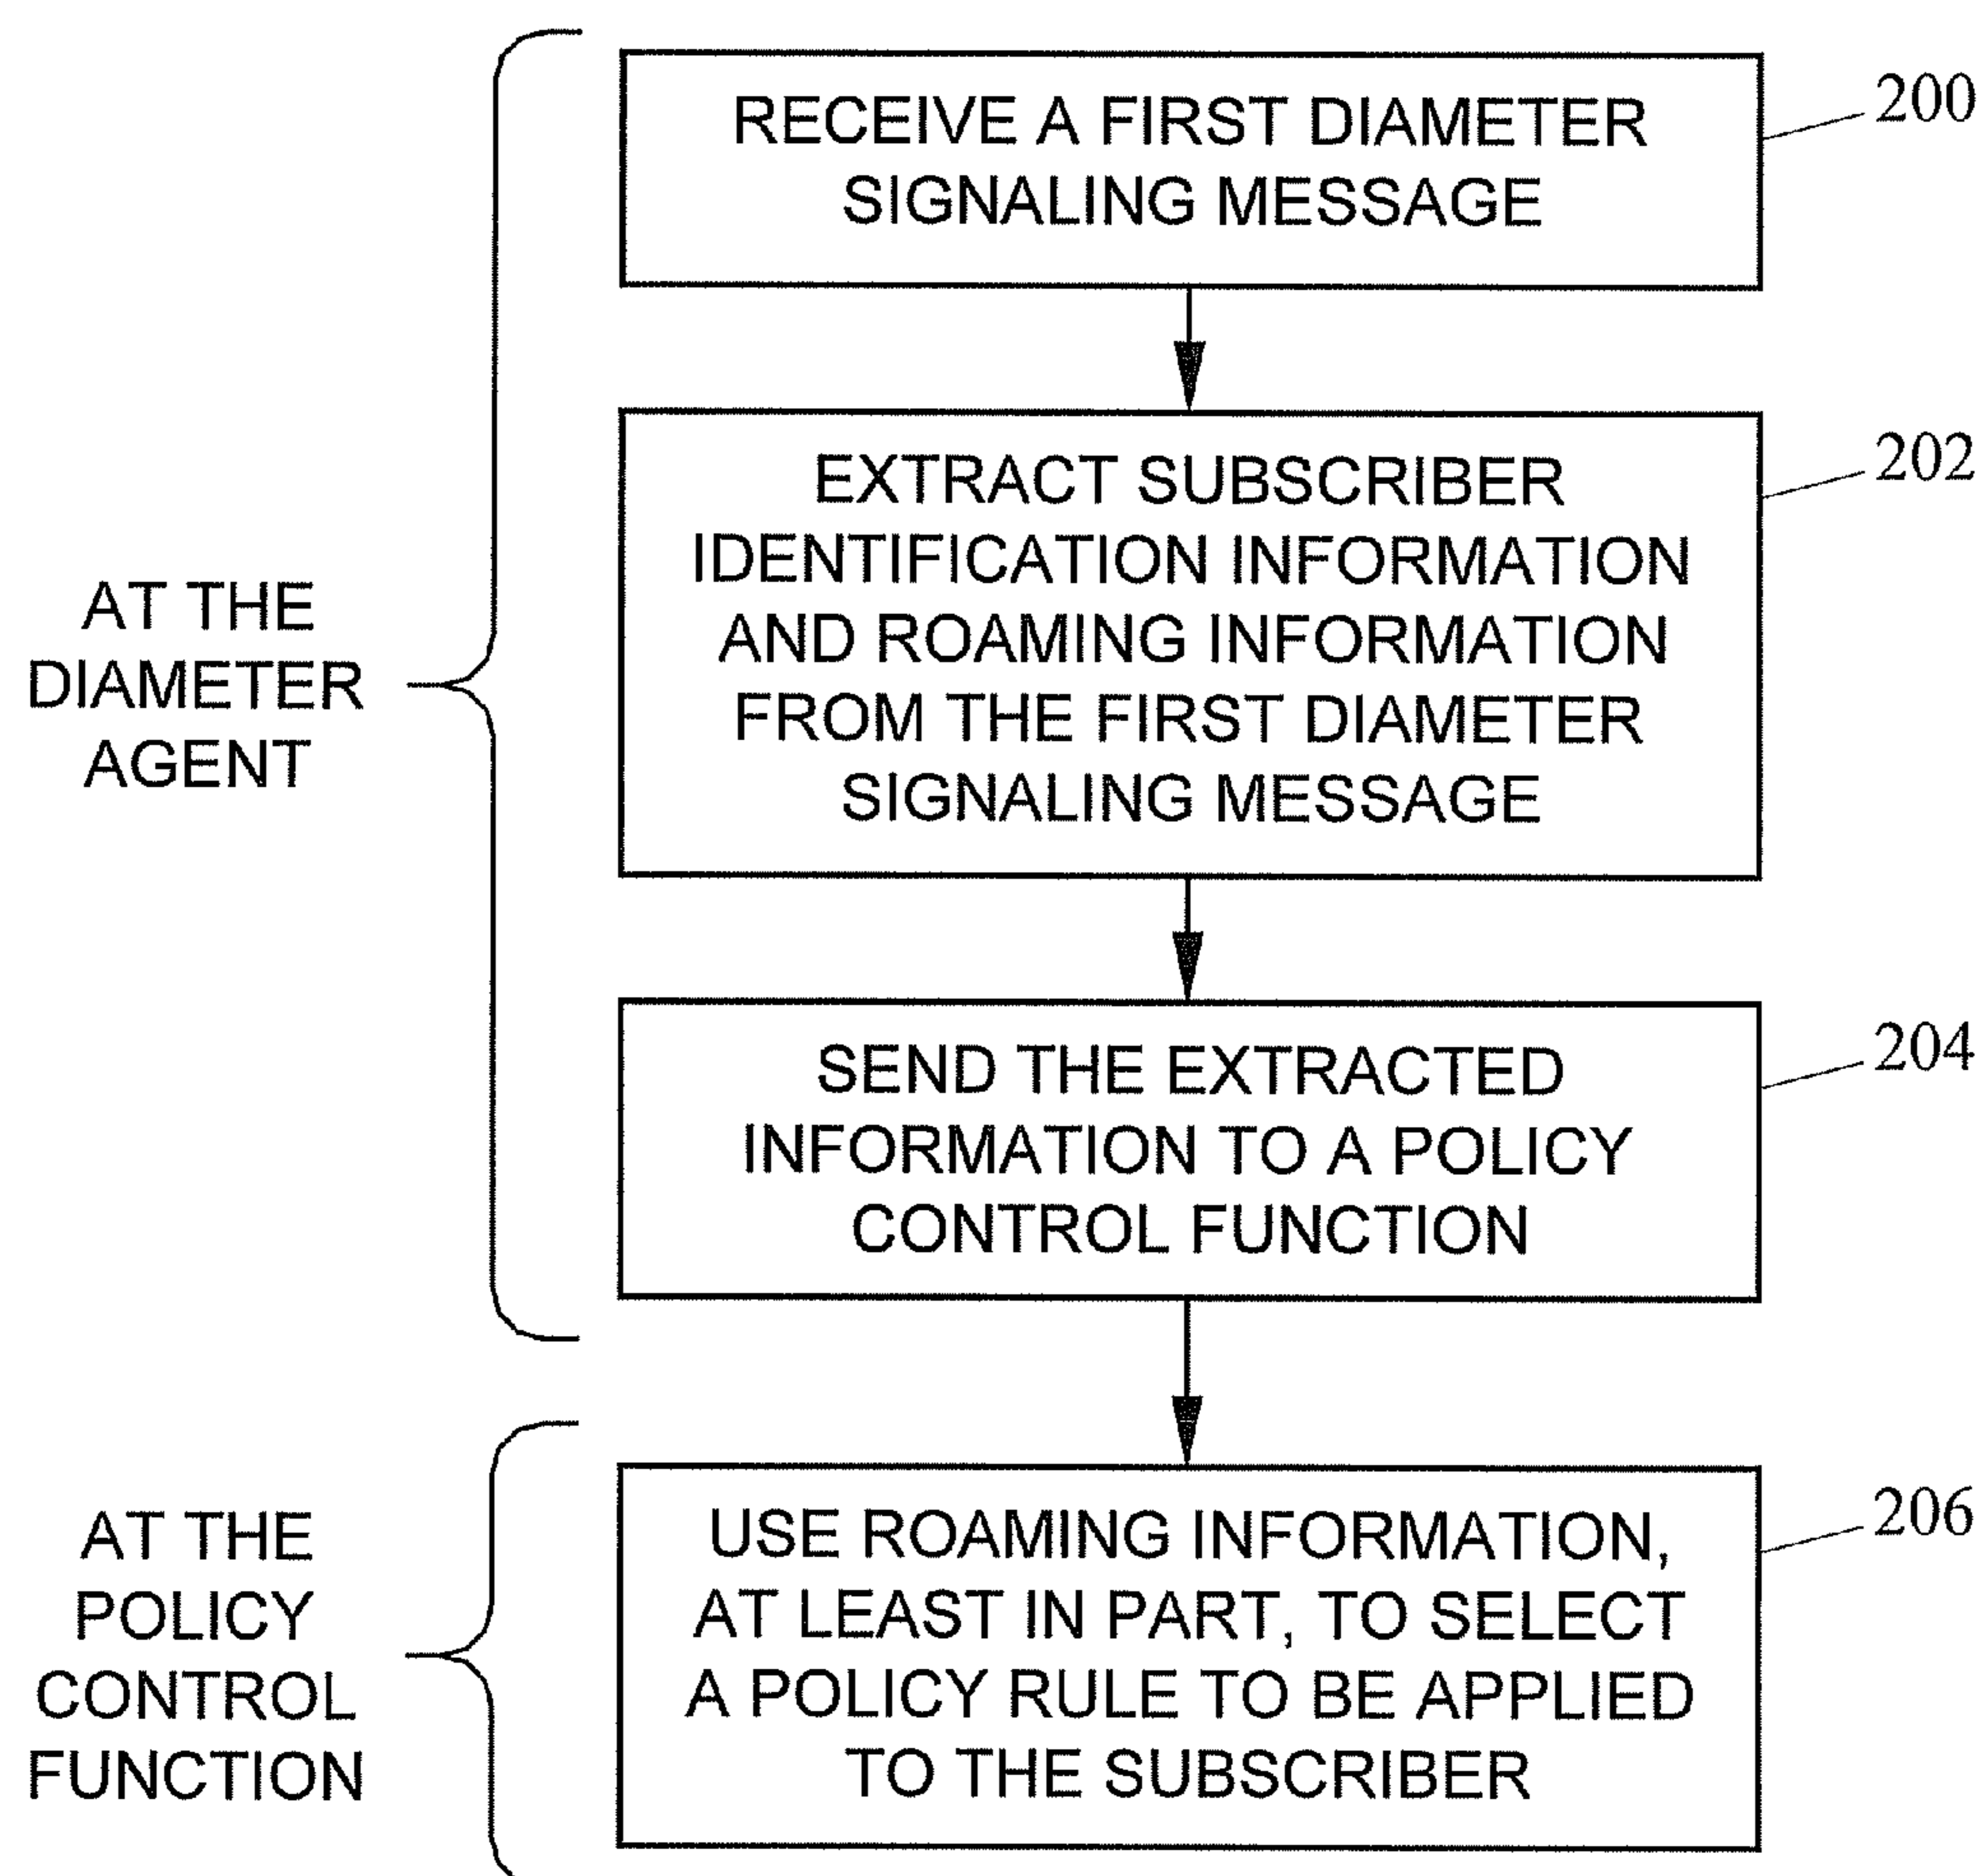 RECEIVE A FIRST DIAMETER
SIGNALING MESSAGE
200
EXTRACT SUBSCRIBER
IDENTIFICATION INFORMATION
AND ROAMING INFORMATION
FROM THE FIRST DIAMETER
SIGNALING MESSAGE
202
AT THE
DIAMETER
AGENT
SEND THE EXTRACTED
INFORMATION TO A POLICY
CONTROL FUNCTION
204
AT THE
POLICY
CONTROL
FUNCTION
USE ROAMING INFORMATION,
AT LEAST IN PART, TO SELECT
A POLICY RULE TO BE APPLIED
TO THE SUBSCRIBER
206